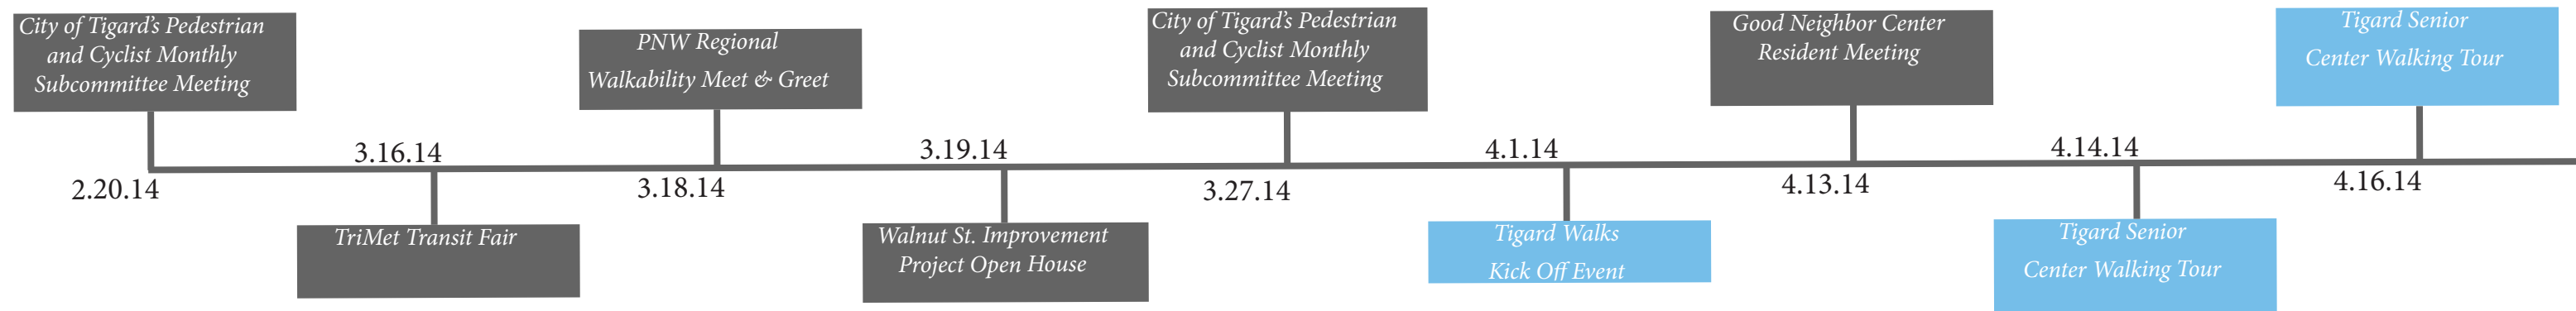 City of Tigard's Pedestrian
and Cyclist Monthly
Subcommittee Meeting
2.20.14
3.16.14
TriMet Transit Fair
PNW Regional
Walkability Meet & Greet
3.18.14
3.19.14
Walnut St. Improvement
Project Open House
City of Tigard's Pedestrian
and Cyclist Monthly
Subcommittee Meeting
3.27.14
4.1.14
Tigard Walks
Kick Off Event
Good Neighbor Center
Resident Meeting
4.13.14
4.14.14
Tigard Senior
Center Walking Tour
Tigard Senior
Center Walking Tour
4.16.14